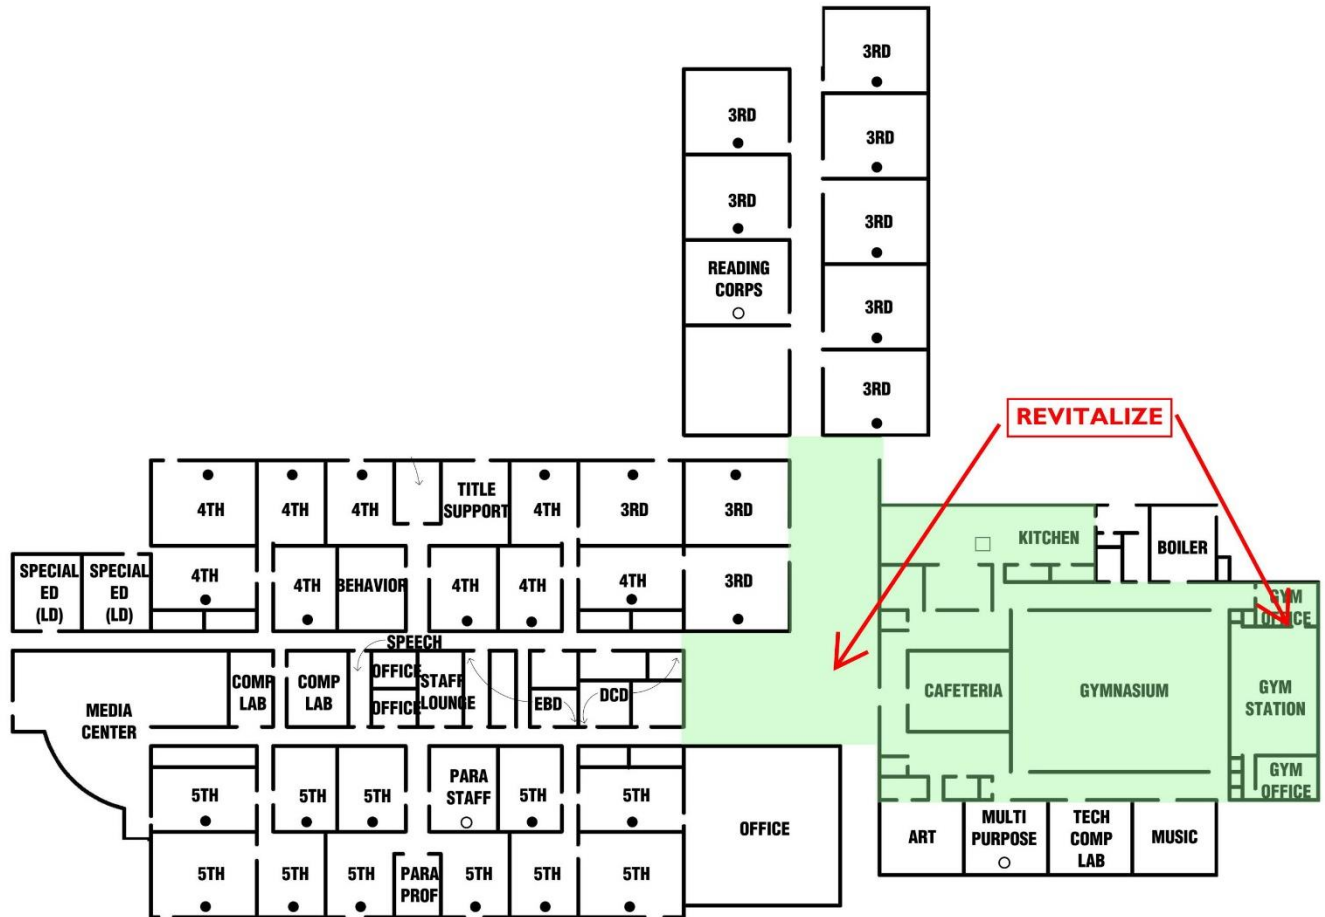 3RD
3RD
3RD
3RD
3RD
READING
CORPS
3RD
3RD
3RD
REVITALIZE
4TH
4TH
4TH
TITLE
SUPPORT
4TH
3RD
3RD
KITCHEN
BOILER
SPECIAL
ED
(LD)
SPECIAL
ED
(LD)
4TH
4TH
BEHAVIOR
4TH
4TH
4TH
3RD
GYM
OFFICE
SPEECH
MEDIA
CENTER
COMP
LAB
COMP
LAB
OFFICE
OFFICE
STAFF
LOUNGE
EBD
DCD
CAFETERIA
GYMNASIUM
GYM
STATION
GYM
OFFICE
5TH
5TH
5TH
PARA
STAFF
5TH
5TH
OFFICE
ART
MULTI
PURPOSE
TECH
COMP
LAB
MUSIC
5TH
5TH
5TH
PARA
PROF
5TH
5TH
5TH